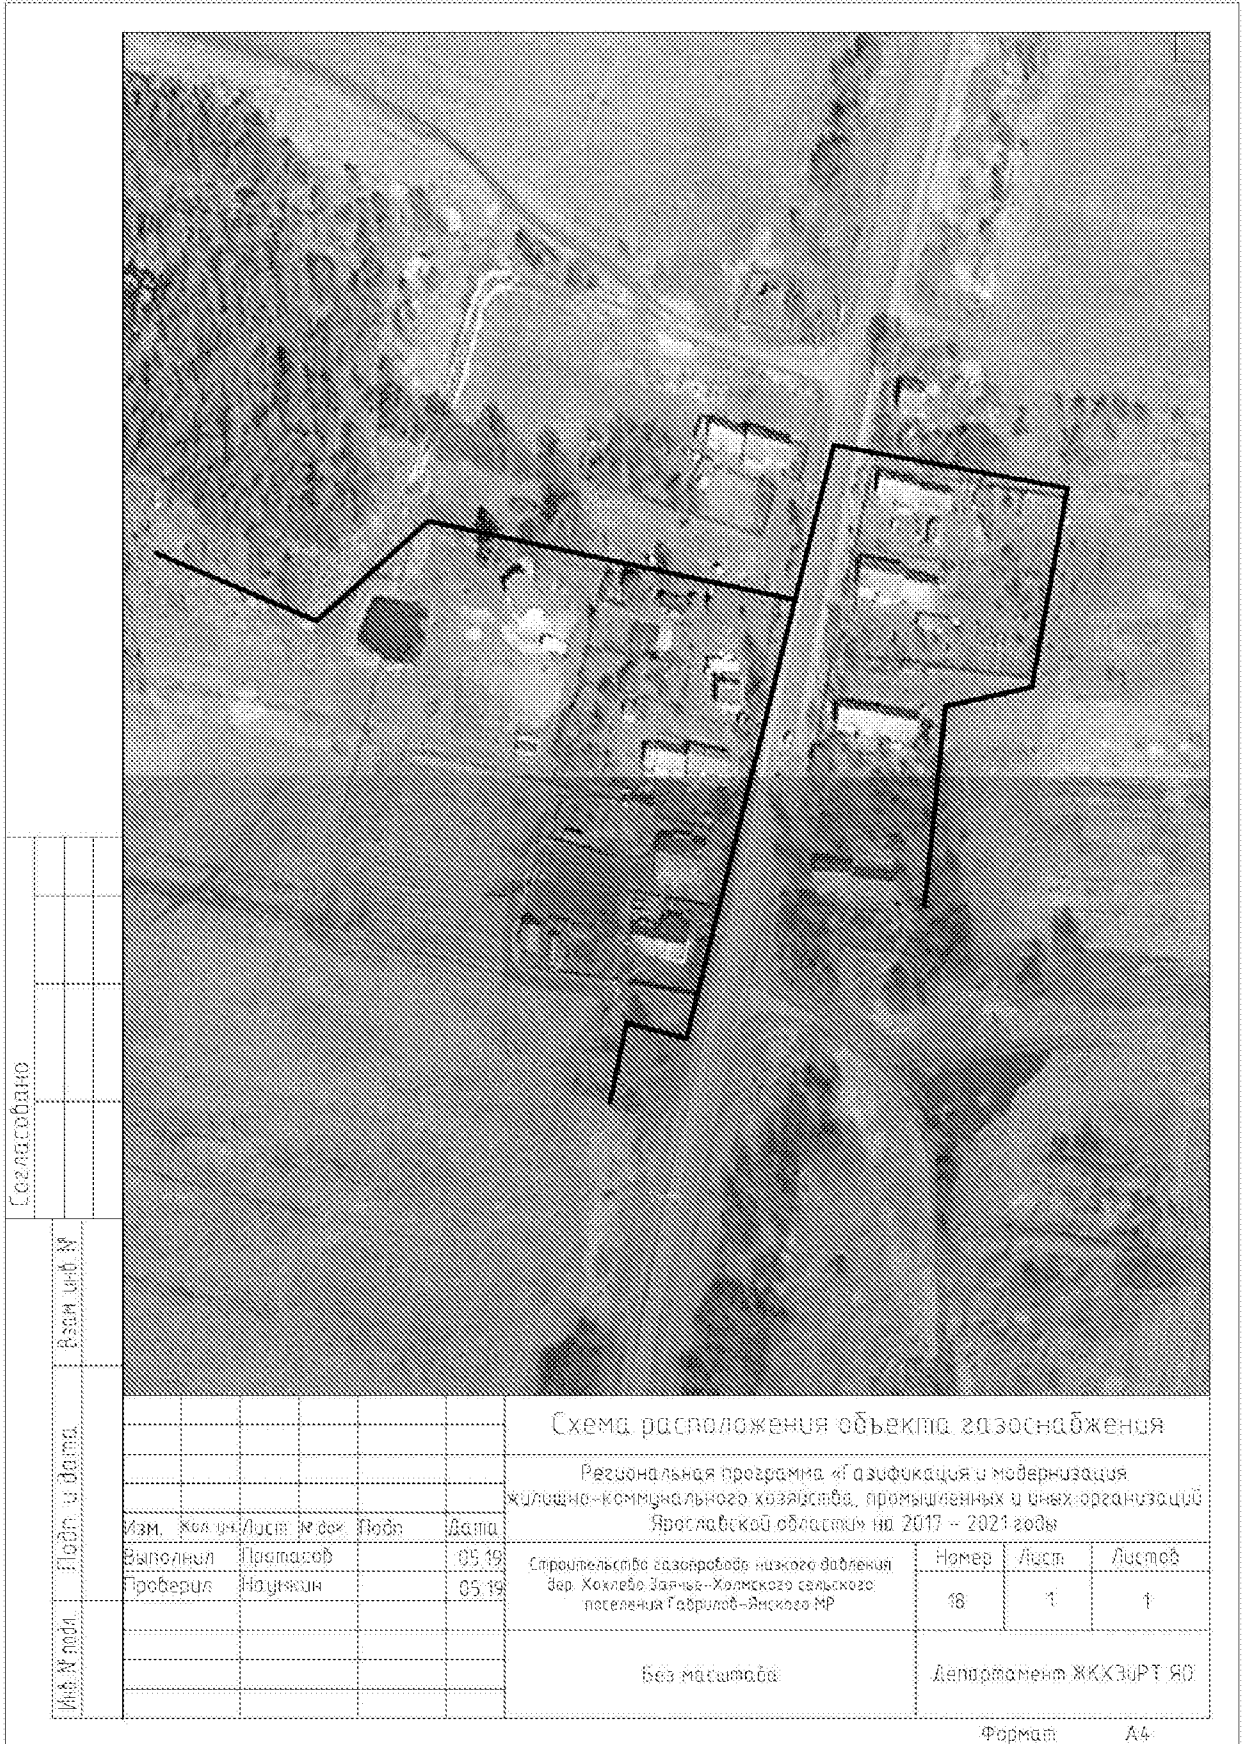 Согласовано
Взам. инв. №
Подп. и дата
Инв. № подл.
Схема расположения объекта газоснабжения
Региональная программа «Газификация и модернизация
жилищно-коммунального хозяйства, промышленных и иных организаций
Ярославской области» на 2017 - 2021 годы
Изм. Кол. уч. Лист № док. Подп. Дата
Выполнил Протасов 05.19
Проверил 05.19
Строительство газопровода низкого давления
дер. Хохлево Заячье-Холмского сельского
поселения Гаврилов-Ямского МР
Номер Лист Листов
18 1 1
Без масштаба
Департамент ЖКХЭиРТ ЯО
Формат А4